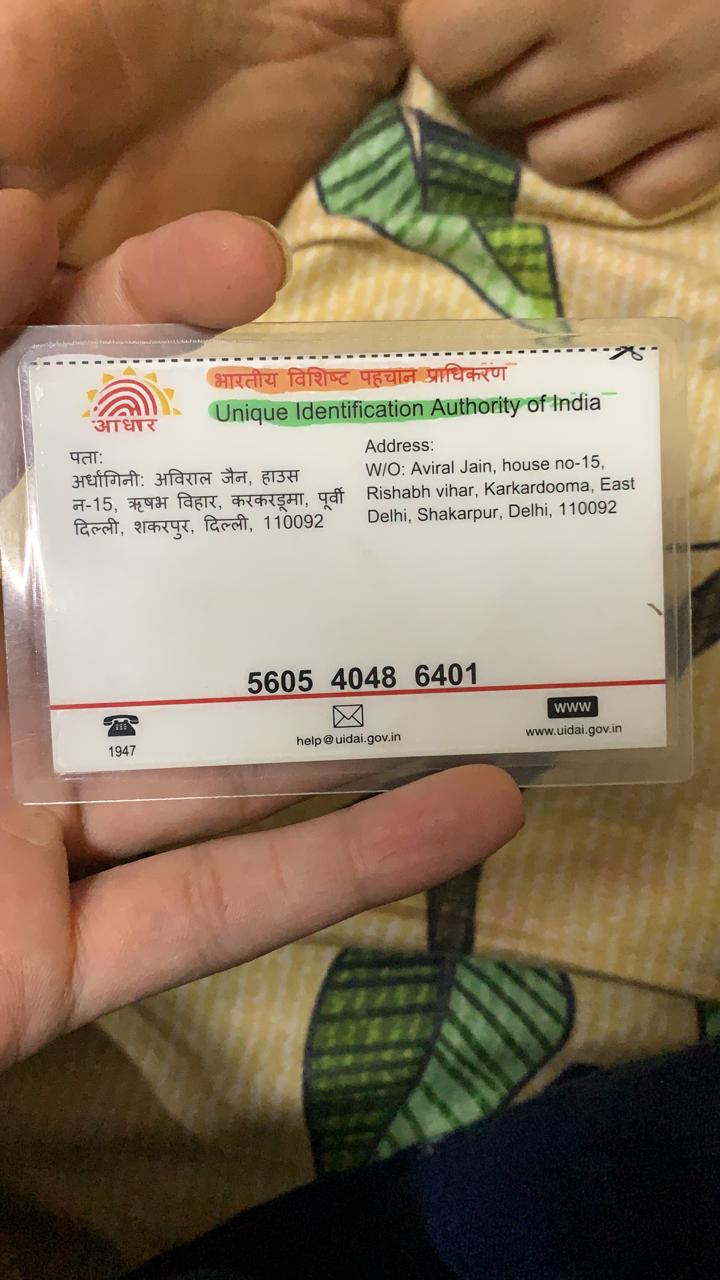 आधार
भारतीय विशिष्ट पहचान प्राधिकरण
Unique Identification Authority of India
पता:
अर्धांगिनी: अविराल जैन, हाउस
न-15, ऋषभ विहार, करकरडूमा, पूर्वी
दिल्ली, शकरपुर, दिल्ली, 110092
Address:
W/O: Aviral Jain, house no-15,
Rishabh vihar, Karkardooma, East
Delhi, Shakarpur, Delhi, 110092
5605 4048 6401
1947
help@uidai.gov.in
WWW
www.uidai.gov.in